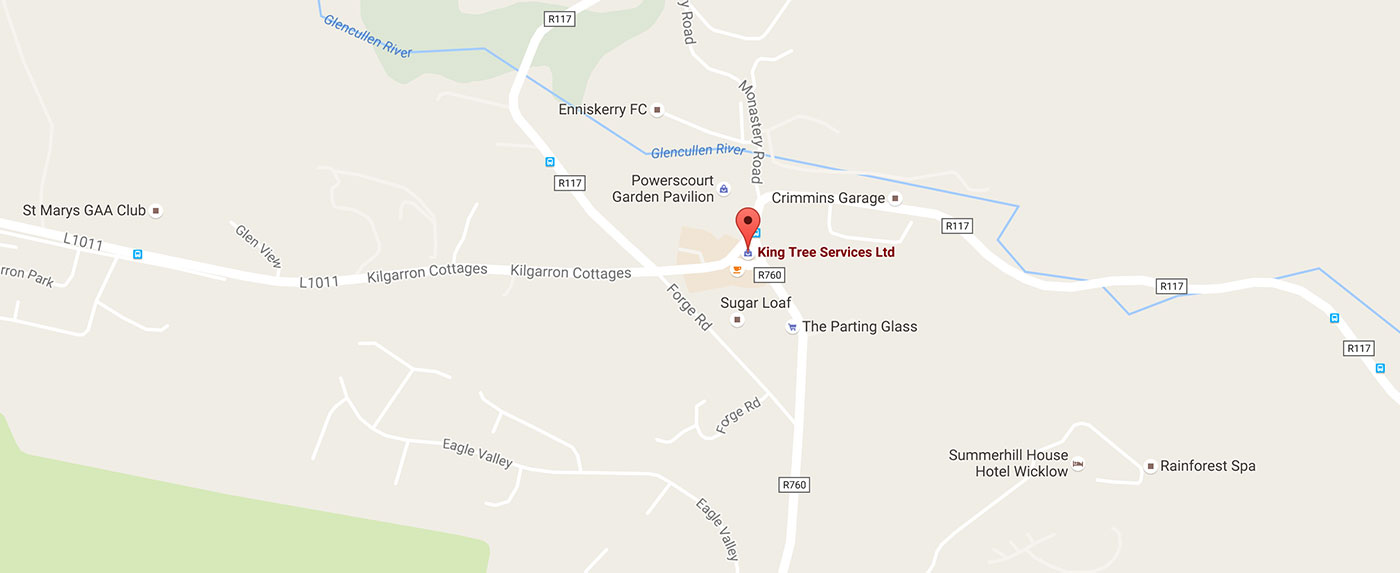 R117
y Road
Glencullen River
Monastery Road
Enniskerry FC
Glencullen River
R117
Powerscourt
Garden Pavilion
Crimmins Garage
St Marys GAA Club
R117
L1011
Glen View
King Tree Services Ltd
rron Park
L1011
Kilgarron Cottages
Kilgarron Cottages
R760
R117
Forge Rd
Sugar Loaf
The Parting Glass
R117
Forge Rd
Eagle Valley
Summerhill House
Hotel Wicklow
Rainforest Spa
R760
Eagle Valley